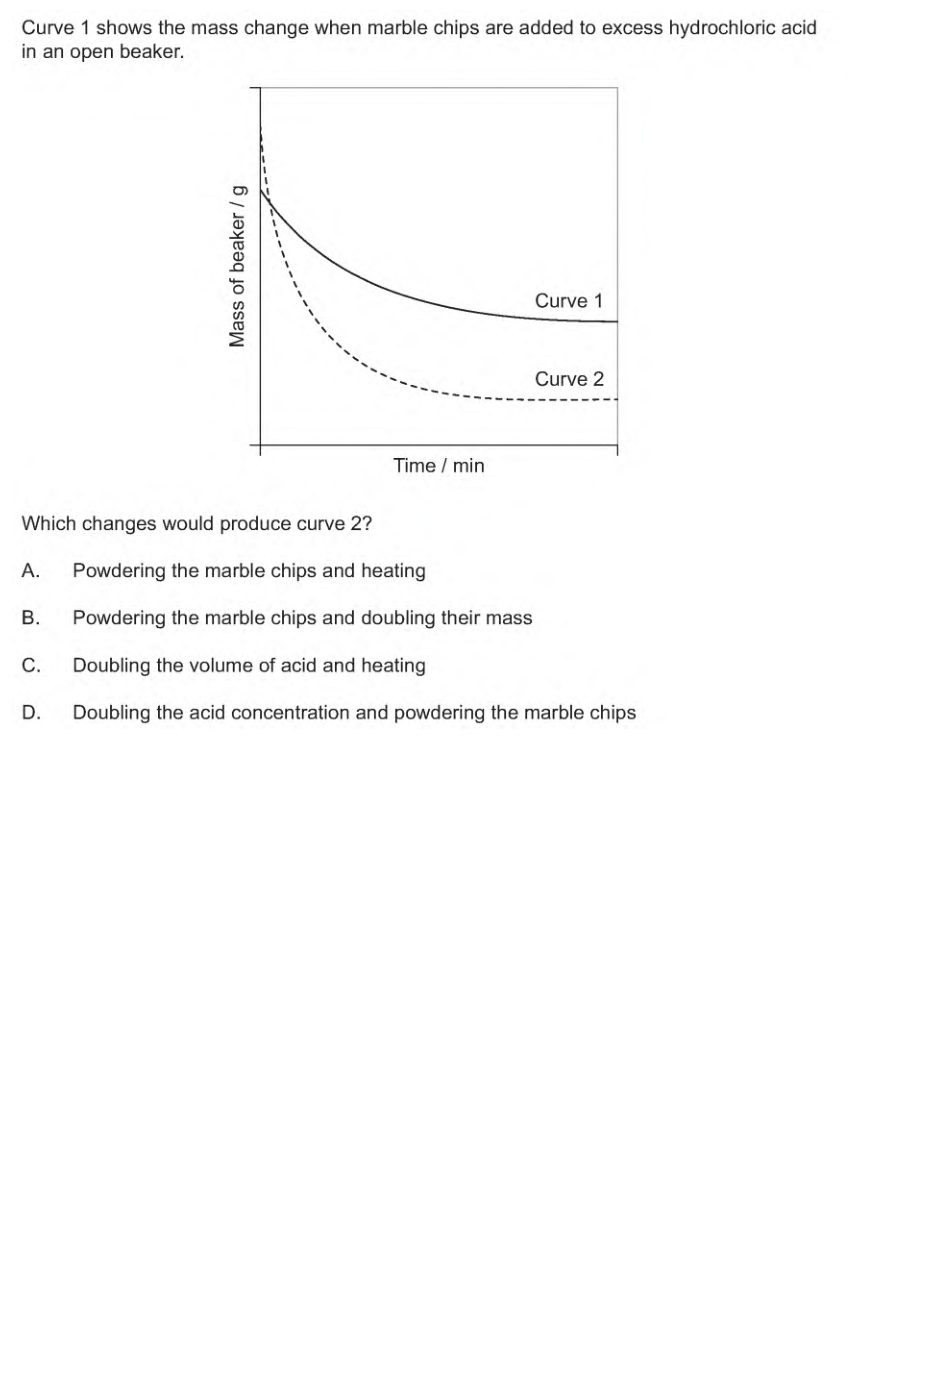 Curve 1 shows the mass change when marble chips are added to excess hydrochloric acid
in an open beaker.
Mass of beaker / g
Curve 1
Curve 2
Time / min
Which changes would produce curve 2?
A. Powdering the marble chips and heating
B. Powdering the marble chips and doubling their mass
C. Doubling the volume of acid and heating
D. Doubling the acid concentration and powdering the marble chips